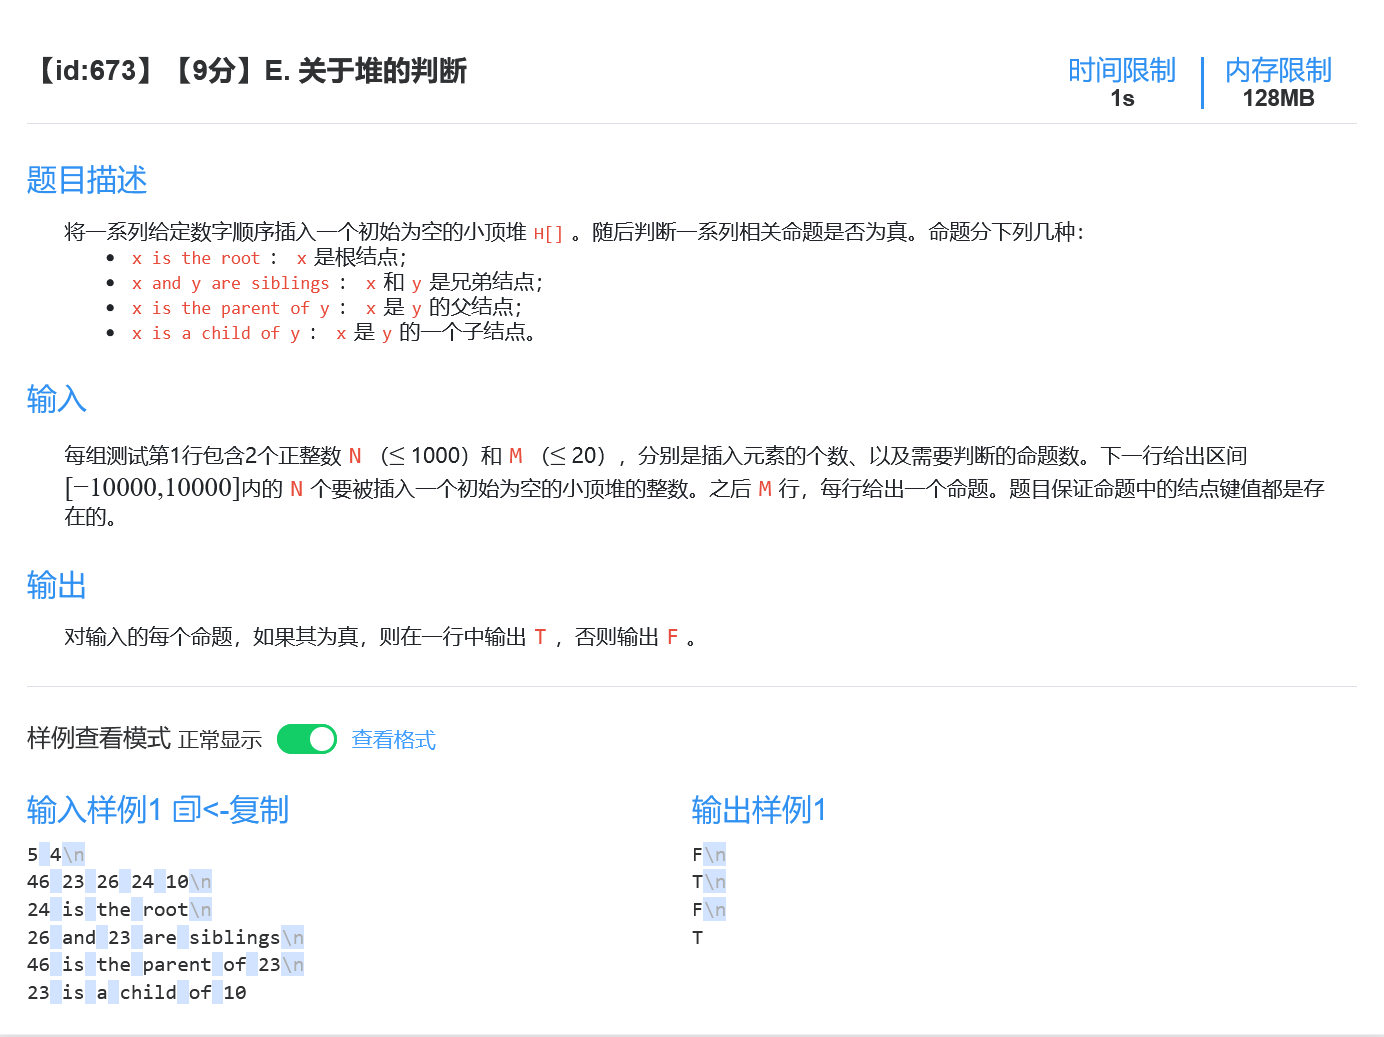 【id:673】【9分】E. 关于堆的判断
时间限制
1s
内存限制
128MB
题目描述
将一系列给定数字顺序插入一个初始为空的小顶堆 H[] 。随后判断一系列相关命题是否为真。命题分下列几种：
• x is the root ： x 是根结点；
• x and y are siblings ： x 和 y 是兄弟结点；
• x is the parent of y ： x 是 y 的父结点；
• x is a child of y ： x 是 y 的一个子结点。
输入
每组测试第1行包含2个正整数 N （≤ 1000）和 M （≤ 20），分别是插入元素的个数、以及需要判断的命题数。下一行给出区间
[−10000,10000]内的 N 个要被插入一个初始为空的小顶堆的整数。之后 M 行，每行给出一个命题。题目保证命题中的结点键值都是存
在的。
输出
对输入的每个命题，如果其为真，则在一行中输出 T ，否则输出 F 。
样例查看模式 正常显示 查看格式
输入样例1 <-复制
5 4\n
46 23 26 24 10\n
24 is the root\n
26 and 23 are siblings\n
46 is the parent of 23\n
23 is a child of 10
输出样例1
F\n
T\n
F\n
T